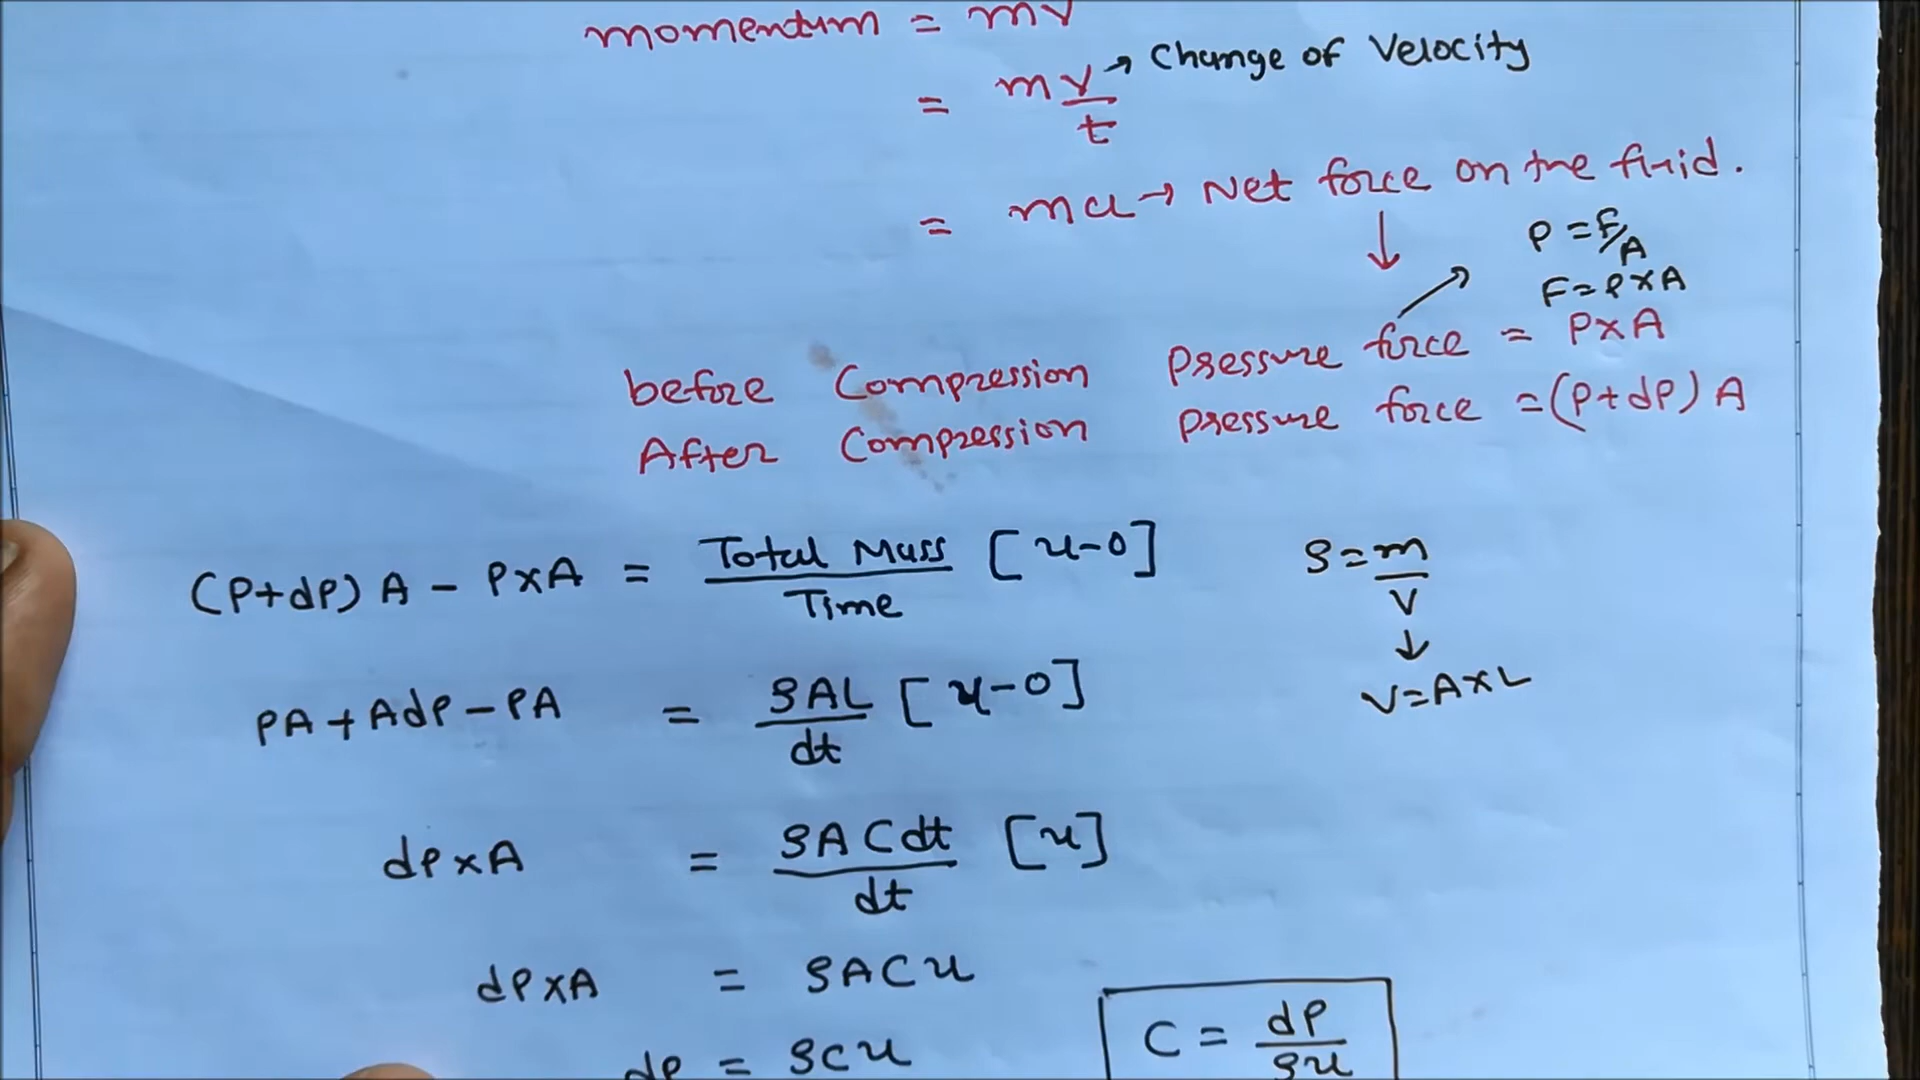 momentum = mv
= mv/t → Change of Velocity
= ma → Net force on the fluid.
↓
P = F/A
F = P×A
before Compression Pressure force = P×A
After Compression Pressure force = (P+dP) A
(P+dP) A - P×A = Total Mass/Time [u-0]
ρ = m/V
↓
V = A×L
PA + AdP - PA = ρAL/dt [u-0]
dP×A = ρACdt/dt [u]
dP×A = ρACu
dP = ρCu
C = dP/ρu